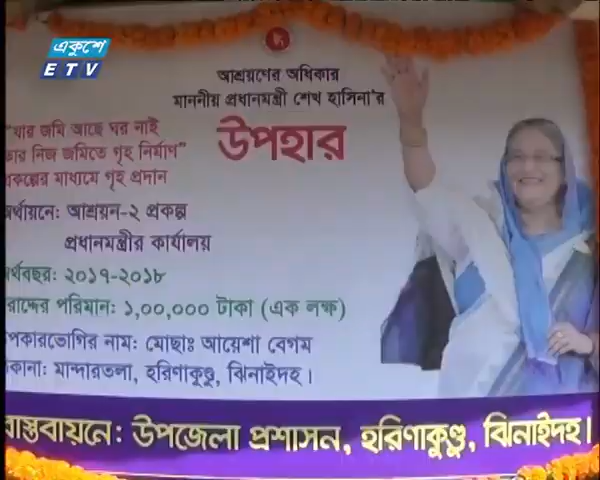 একুশে
ETV
আশ্রয়ণের অধিকার
মাননীয় প্রধানমন্ত্রী শেখ হাসিনা'র
উপহার
"যার জমি আছে ঘর নাই
তার নিজ জমিতে গৃহ নির্মাণ"
প্রকল্পের মাধ্যমে গৃহ প্রদান
অর্থায়নে: আশ্রয়ন-২ প্রকল্প
প্রধানমন্ত্রীর কার্যালয়
অর্থবছর: ২০১৭-২০১৮
বরাদ্দের পরিমান: ১,০০,০০০ টাকা (এক লক্ষ)
উপকারভোগির নাম: মোছাঃ আয়েশা বেগম
ঠিকানা: মান্দারতলা, হরিণাকুণ্ডু, ঝিনাইদহ।
বাস্তবায়নে: উপজেলা প্রশাসন, হরিণাকুণ্ডু, ঝিনাইদহ।